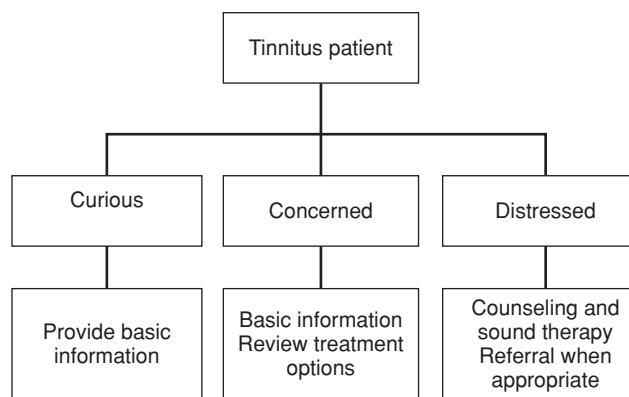 Tinnitus patient
Curious
Concerned
Distressed
Provide basic
information
Basic information
Review treatment
options
Counseling and
sound therapy
Referral when
appropriate